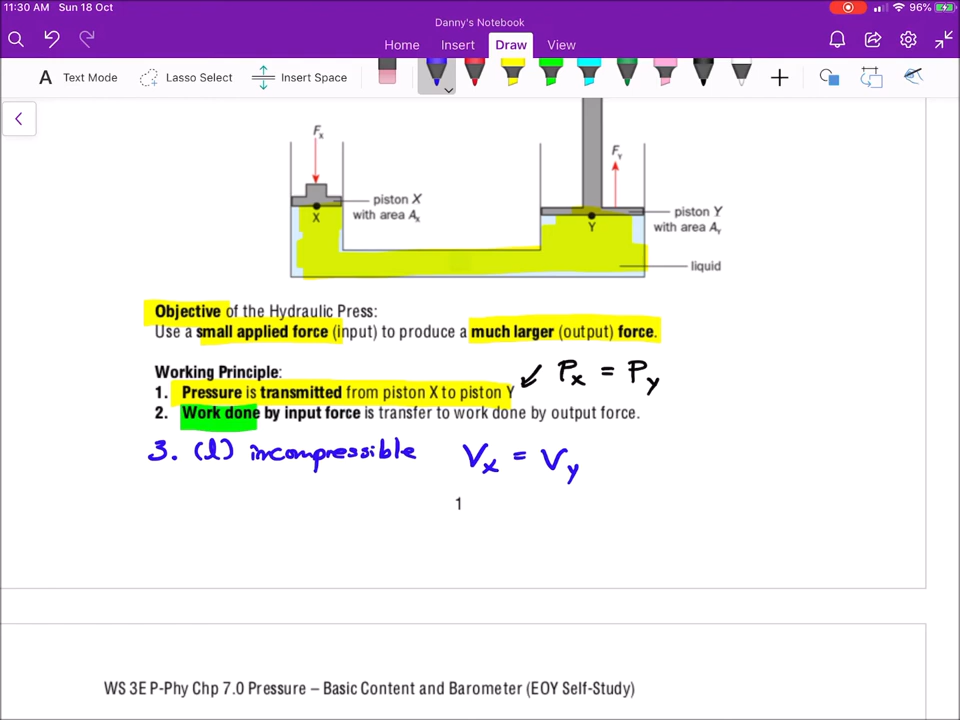 11:30 AM Sun 18 Oct
96%
Danny's Notebook
Home Insert Draw View
A Text Mode Lasso Select Insert Space
Fx
FY
piston X
with area Ax
X
piston Y
with area AY
Y
liquid
Objective of the Hydraulic Press:
Use a small applied force (input) to produce a much larger (output) force.
Working Principle:
1. Pressure is transmitted from piston X to piston Y ↙ Px = Py
2. Work done by input force is transfer to work done by output force.
3. (l) incompressible Vx = Vy
1
WS 3E P-Phy Chp 7.0 Pressure – Basic Content and Barometer (EOY Self-Study)